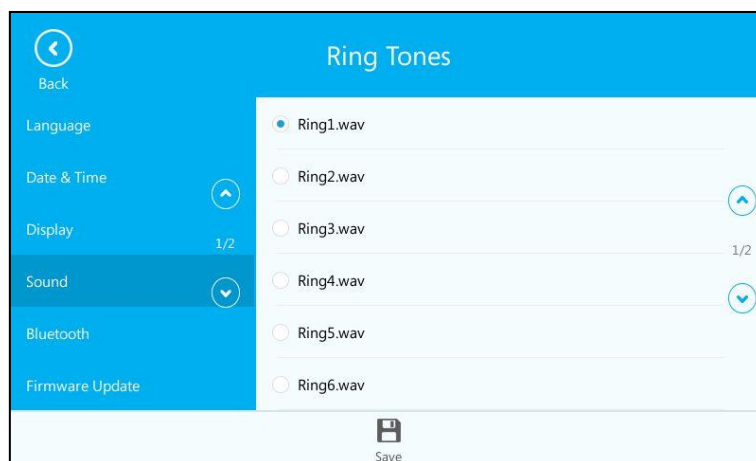 Back
Ring Tones
Language
Date & Time
Display
1/2
Sound
Bluetooth
Firmware Update
Ring1.wav
Ring2.wav
Ring3.wav
Ring4.wav
Ring5.wav
Ring6.wav
1/2
Save